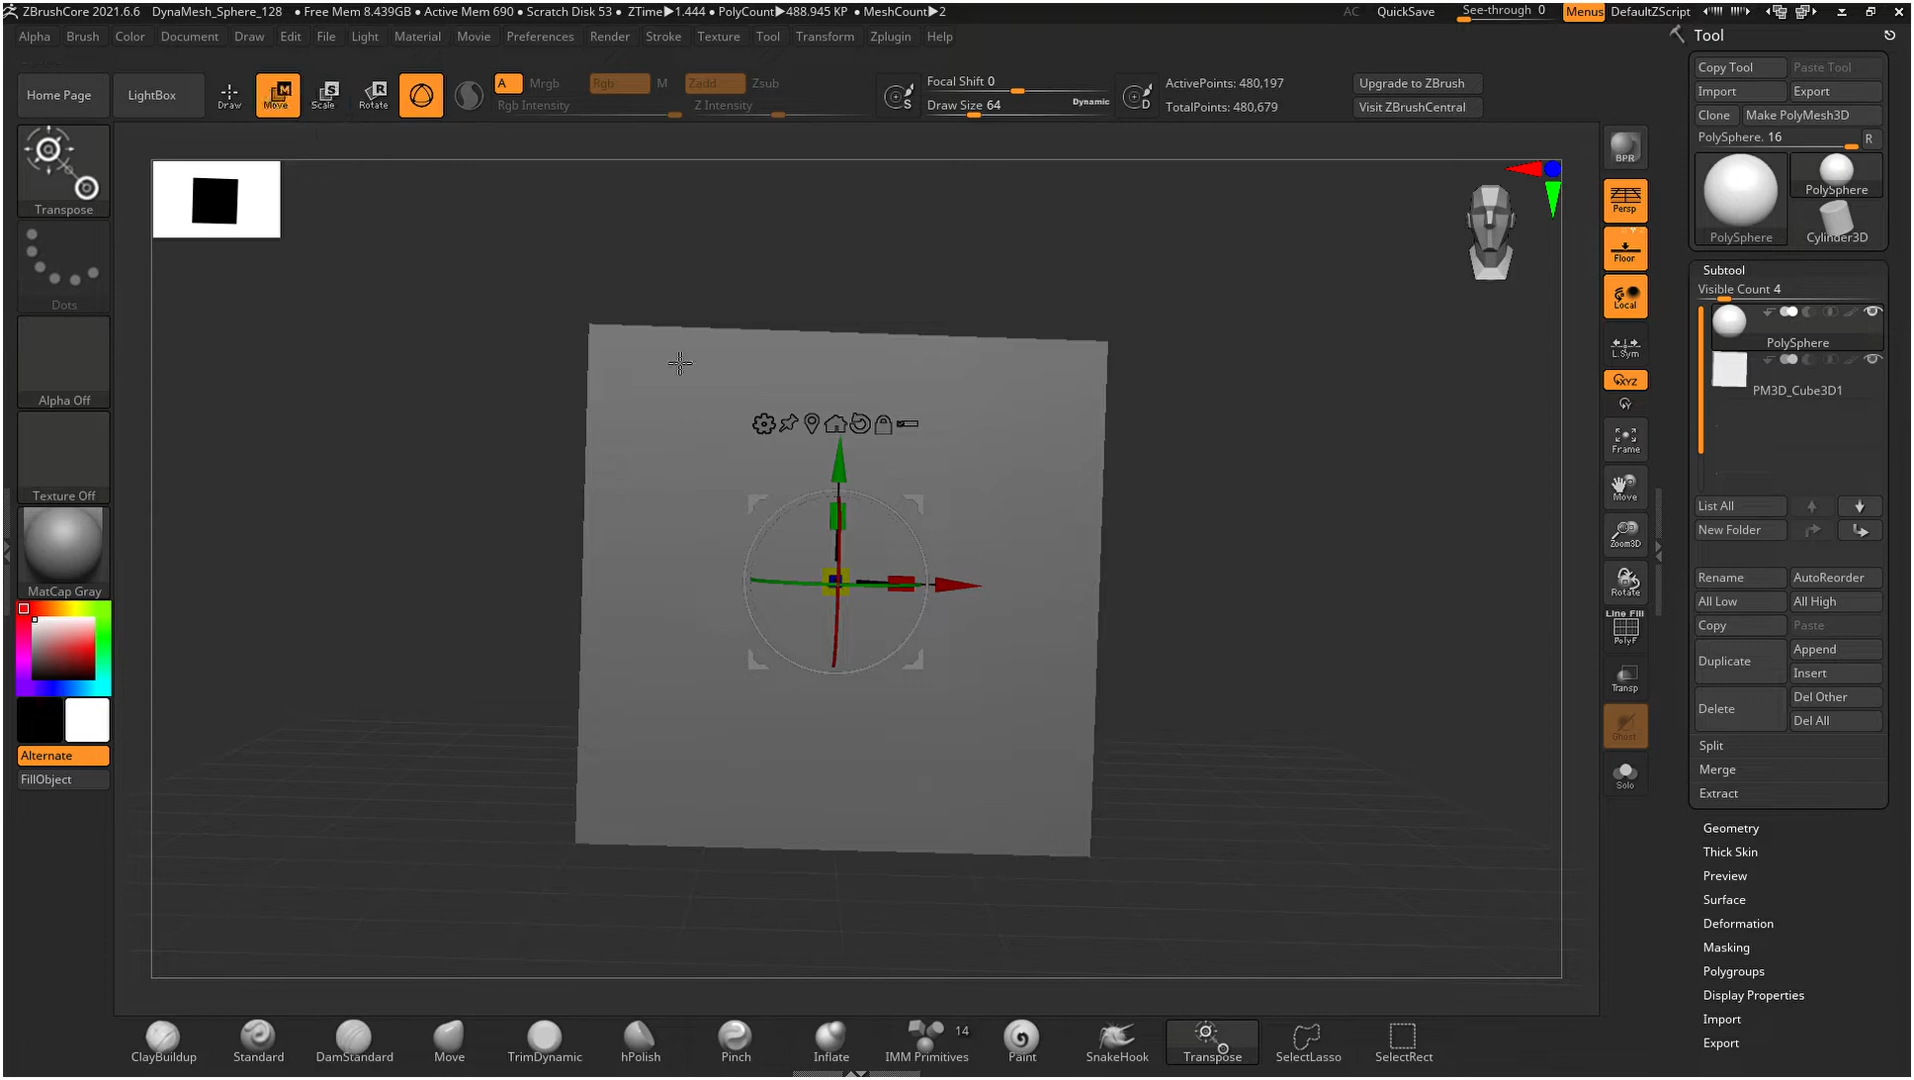 ZBrushCore 2021.6.6 DynaMesh_Sphere_128 • Free Mem 8.439GB • Active Mem 690 • Scratch Disk 53 • ZTime▶1.444 • PolyCount▶488.945 KP • MeshCount▶2 AC QuickSave See-through 0 Menus DefaultZScript
Alpha Brush Color Document Draw Edit File Light Material Movie Preferences Render Stroke Texture Tool Transform Zplugin Help
Tool
Home Page
LightBox
Draw
Move
Scale
Rotate
A Mrgb Rgb M Zadd Zsub
Rgb Intensity Z Intensity
S
Focal Shift 0
Draw Size 64 Dynamic
D
ActivePoints: 480,197
TotalPoints: 480,679
Upgrade to ZBrush
Visit ZBrushCentral
Transpose
Dots
Alpha Off
Texture Off
MatCap Gray
Alternate
FillObject
BPR
Persp
Floor
Local
L.Sym
XYZ
Y
Frame
Move
Zoom3D
Rotate
Line Fill
PolyF
Transp
Ghost
Solo
Copy Tool Paste Tool
Import Export
Clone Make PolyMesh3D
PolySphere. 16 R
PolySphere
PolySphere Cylinder3D
Subtool
Visible Count 4
PolySphere
PM3D_Cube3D1
List All
New Folder
Rename AutoReorder
All Low All High
Copy Paste
Duplicate Append
Insert
Delete Del Other
Del All
Split
Merge
Extract
Geometry
Thick Skin
Preview
Surface
Deformation
Masking
Polygroups
Display Properties
Import
Export
ClayBuildup Standard DamStandard Move TrimDynamic hPolish Pinch Inflate IMM Primitives 14 Paint SnakeHook Transpose SelectLasso SelectRect